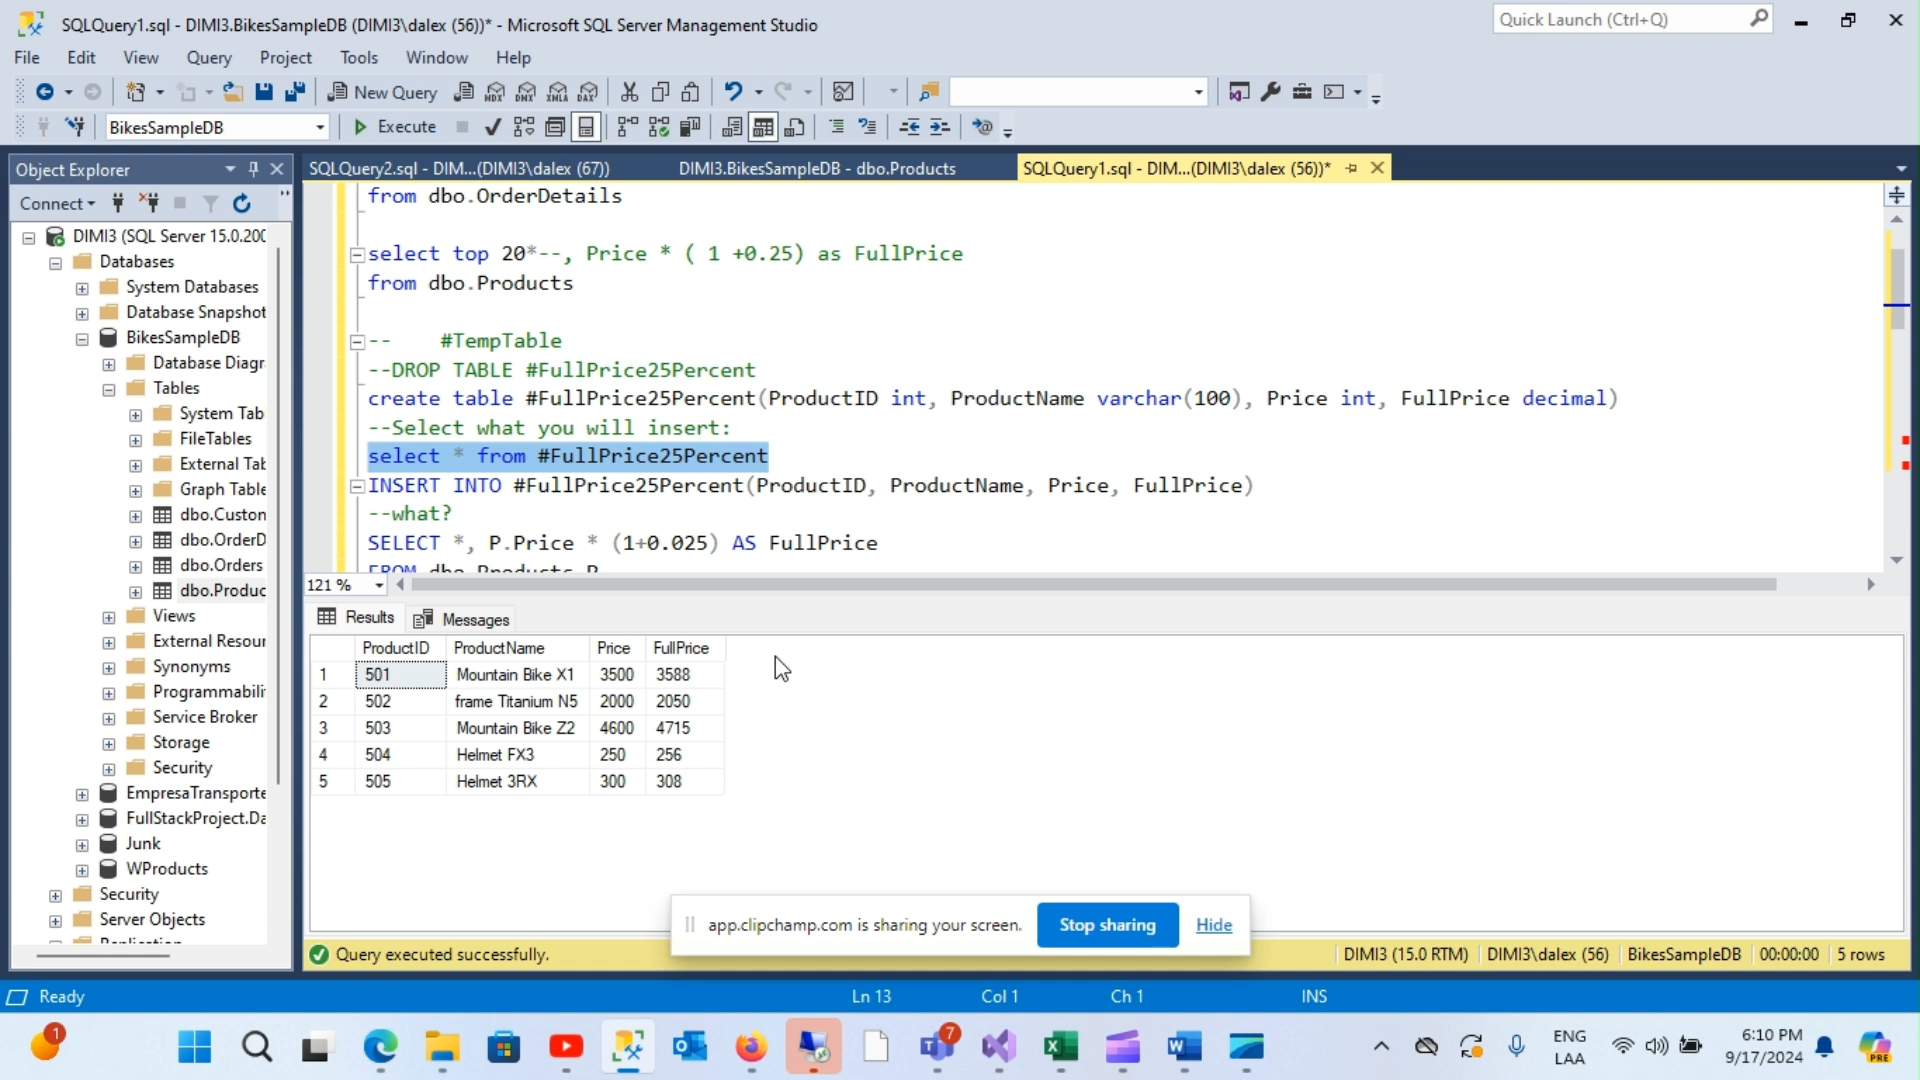 SQLQuery1.sql - DIMI3.BikesSampleDB (DIMI3\dalex (56))* - Microsoft SQL Server Management Studio
Quick Launch (Ctrl+Q)
File Edit View Query Project Tools Window Help
New Query
BikesSampleDB
Execute
Object Explorer
SQLQuery2.sql - DIM...(DIMI3\dalex (67))
DIMI3.BikesSampleDB - dbo.Products
SQLQuery1.sql - DIM...(DIMI3\dalex (56))*
Connect
DIMI3 (SQL Server 15.0.200
Databases
System Databases
Database Snapshot
BikesSampleDB
Database Diagr
Tables
System Tab
FileTables
External Tab
Graph Table
dbo.Custon
dbo.OrderD
dbo.Orders
dbo.Produc
Views
External Resour
Synonyms
Programmabili
Service Broker
Storage
Security
EmpresaTransporte
FullStackProject.Da
Junk
WProducts
Security
Server Objects
from dbo.OrderDetails
select top 20*--, Price * ( 1 +0.25) as FullPrice
from dbo.Products
--    #TempTable
--DROP TABLE #FullPrice25Percent
create table #FullPrice25Percent(ProductID int, ProductName varchar(100), Price int, FullPrice decimal)
--Select what you will insert:
select * from #FullPrice25Percent
INSERT INTO #FullPrice25Percent(ProductID, ProductName, Price, FullPrice)
--what?
SELECT *, P.Price * (1+0.025) AS FullPrice
FROM dbo.Products P
121 %
Results Messages
ProductID ProductName Price FullPrice
1 501 Mountain Bike X1 3500 3588
2 502 frame Titanium N5 2000 2050
3 503 Mountain Bike Z2 4600 4715
4 504 Helmet FX3 250 256
5 505 Helmet 3RX 300 308
app.clipchamp.com is sharing your screen. Stop sharing Hide
Query executed successfully.
DIMI3 (15.0 RTM) DIMI3\dalex (56) BikesSampleDB 00:00:00 5 rows
Ready Ln 13 Col 1 Ch 1 INS
1
7
ENG
LAA
6:10 PM
9/17/2024
PRE